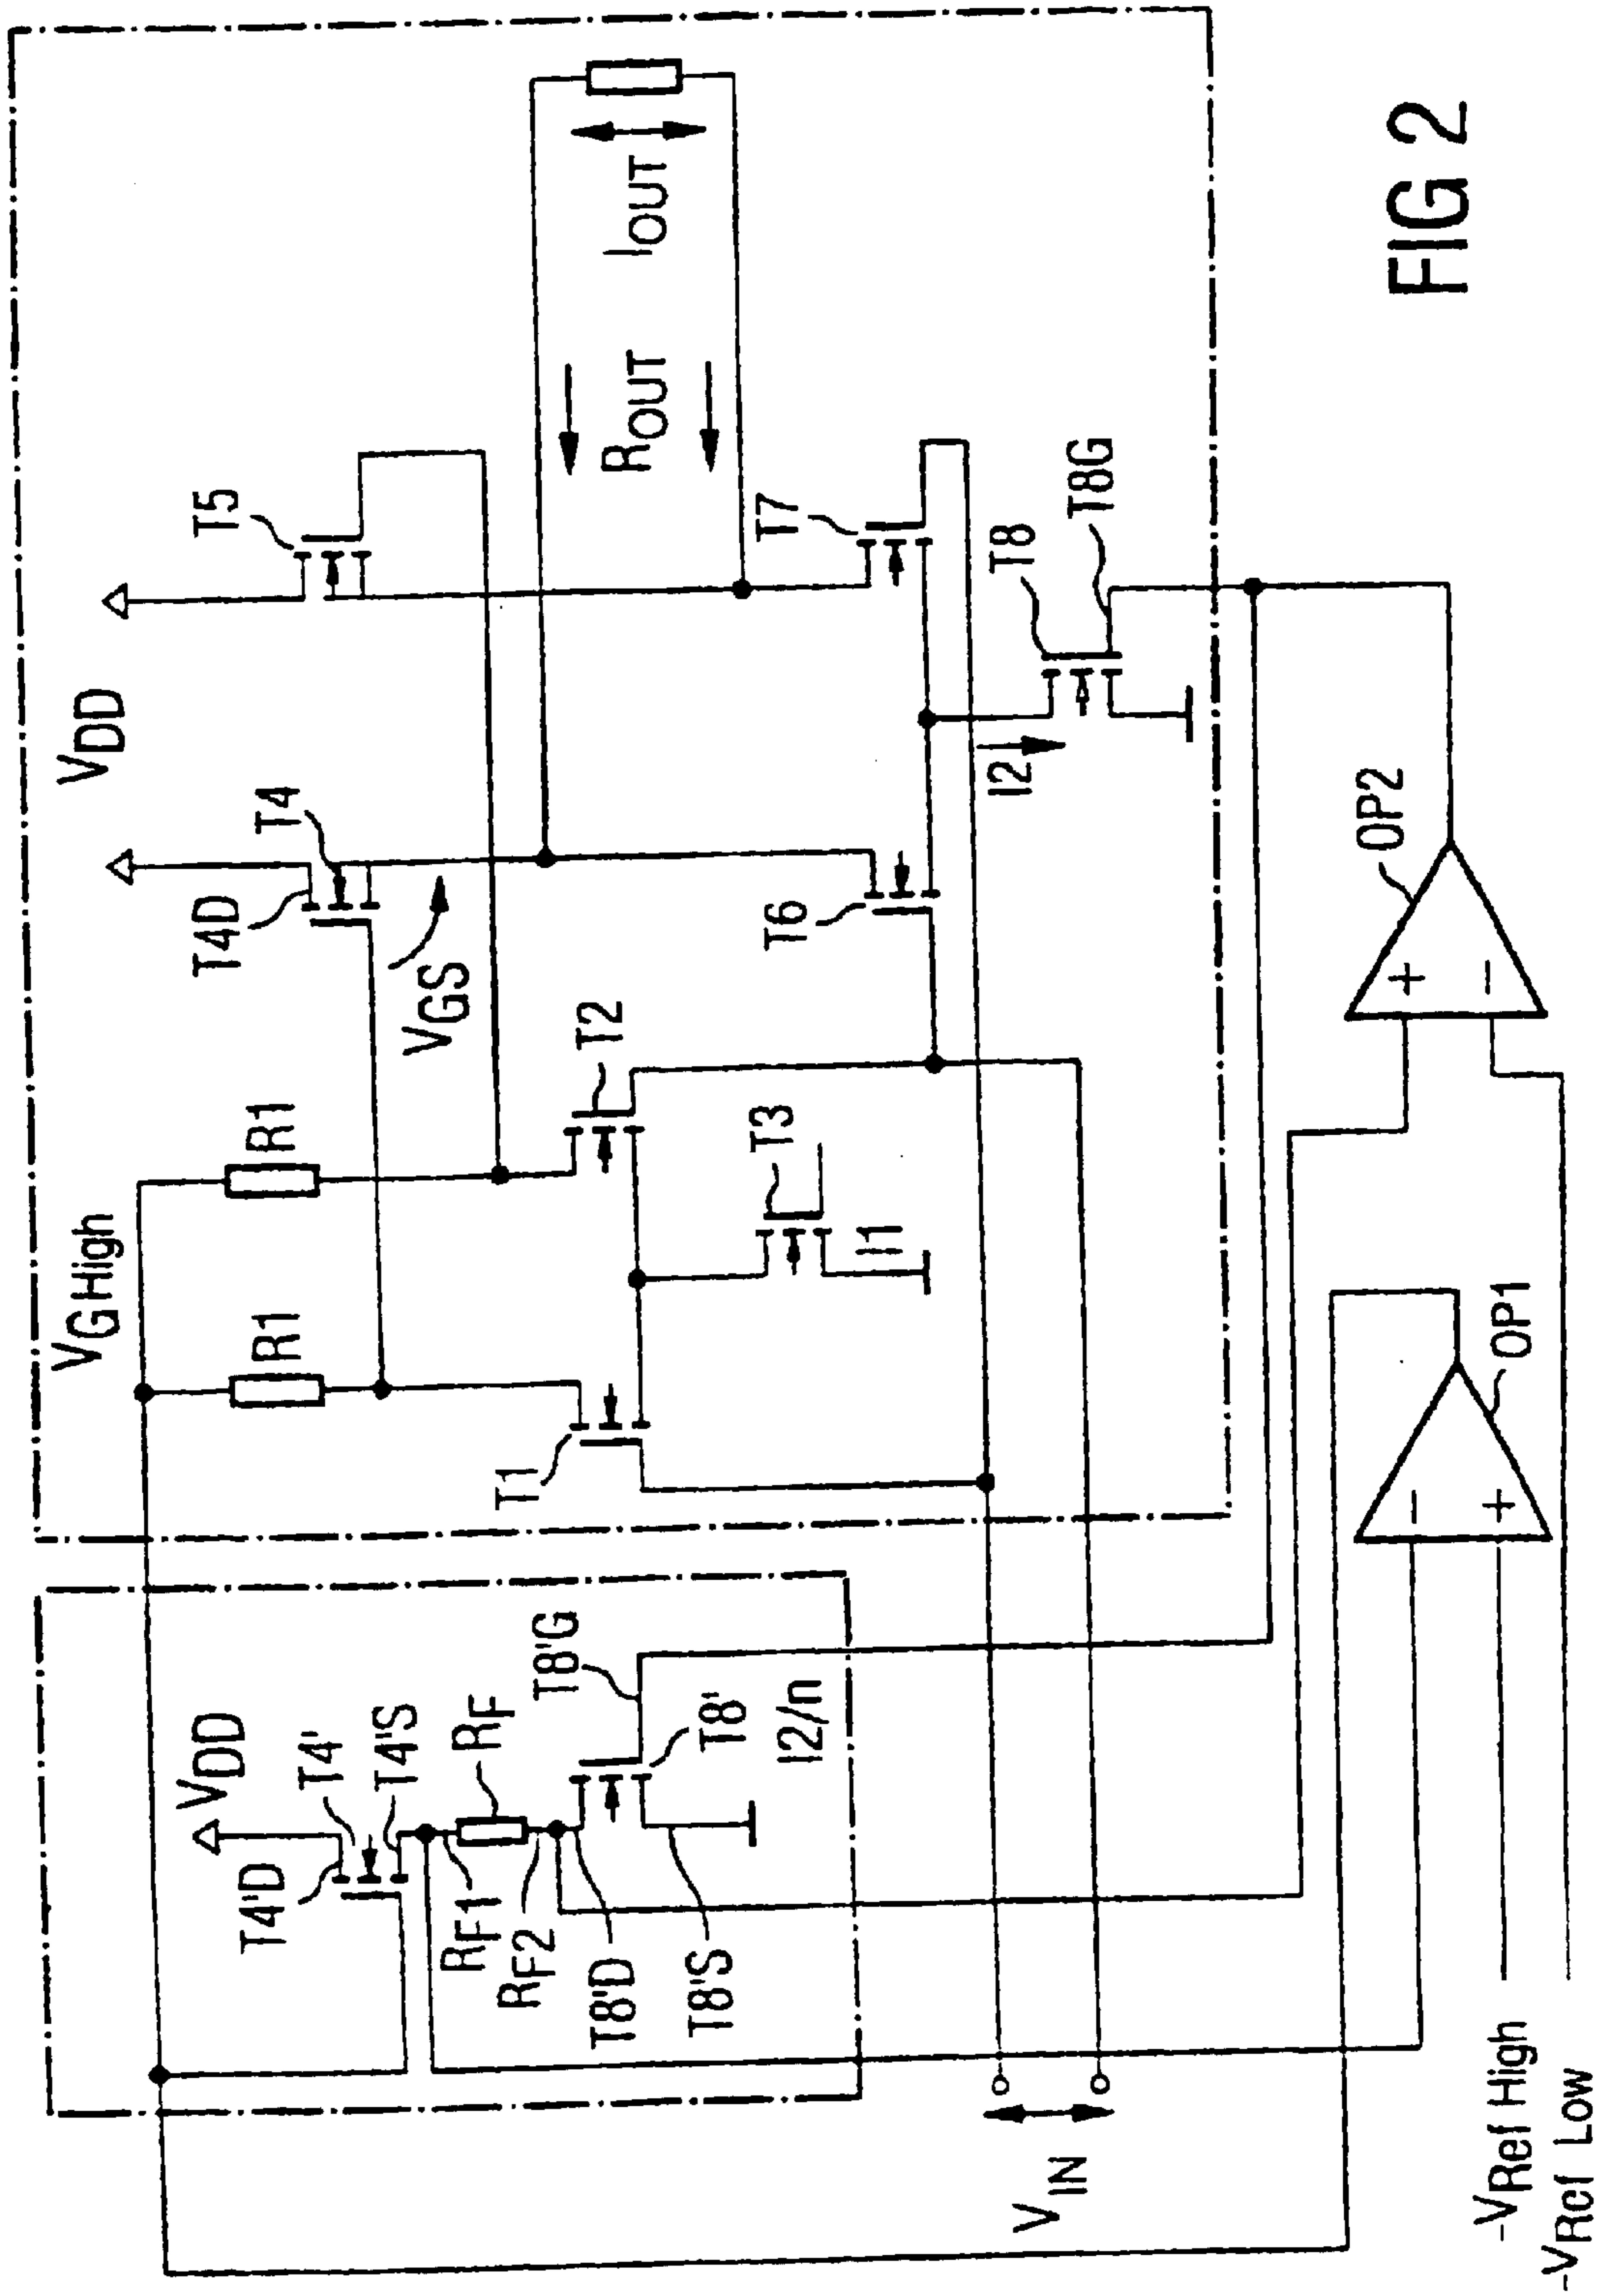 VDD
VG High
VDD
T5
T4
T4D
R1
R1
VGS
T2
T1
T3
I1
T6
T7
ROUT
IOUT
T8
T8G
I2
T4'
T4'D
T4'S
RF
RF1
RF2
T8'G
T8'
T8'D
T8'S
I2/n
VIN
+
−
OP2
−
+
OP1
-VRef High
-VRef Low
FIG 2